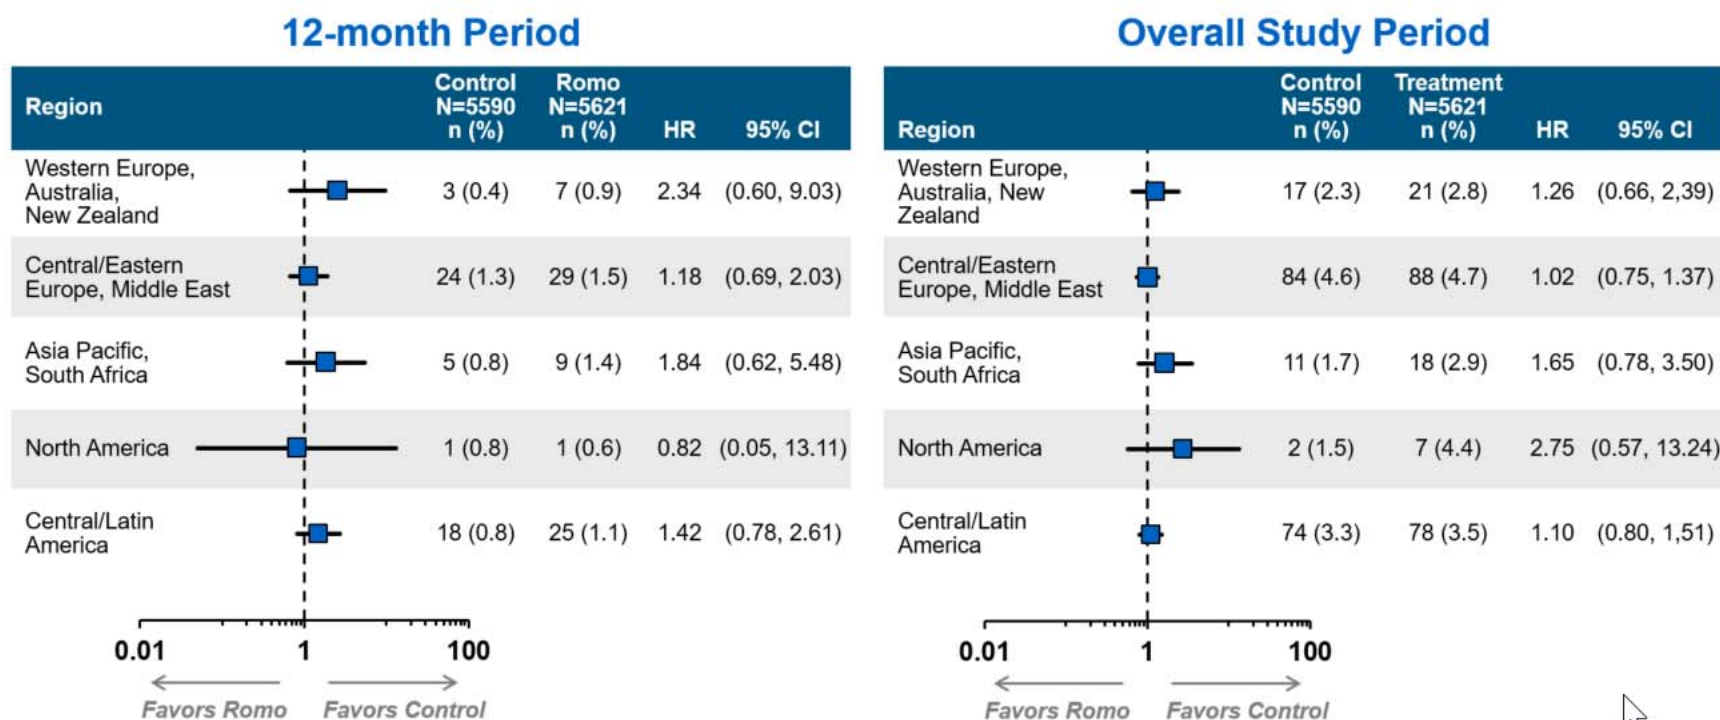 12-month Period
Region
Control
N=5590
n (%)
Romo
N=5621
n (%)
HR
95% CI
Western Europe,
Australia,
New Zealand
3 (0.4) 7 (0.9) 2.34 (0.60, 9.03)
Central/Eastern
Europe, Middle East
24 (1.3) 29 (1.5) 1.18 (0.69, 2.03)
Asia Pacific,
South Africa
5 (0.8) 9 (1.4) 1.84 (0.62, 5.48)
North America 1 (0.8) 1 (0.6) 0.82 (0.05, 13.11)
Central/Latin
America
18 (0.8) 25 (1.1) 1.42 (0.78, 2.61)
0.01 1 100
Favors Romo Favors Control
Overall Study Period
Region
Control
N=5590
n (%)
Treatment
N=5621
n (%)
HR
95% CI
Western Europe,
Australia, New
Zealand
17 (2.3) 21 (2.8) 1.26 (0.66, 2,39)
Central/Eastern
Europe, Middle East
84 (4.6) 88 (4.7) 1.02 (0.75, 1.37)
Asia Pacific,
South Africa
11 (1.7) 18 (2.9) 1.65 (0.78, 3.50)
North America 2 (1.5) 7 (4.4) 2.75 (0.57, 13.24)
Central/Latin
America
74 (3.3) 78 (3.5) 1.10 (0.80, 1,51)
0.01 1 100
Favors Romo Favors Control